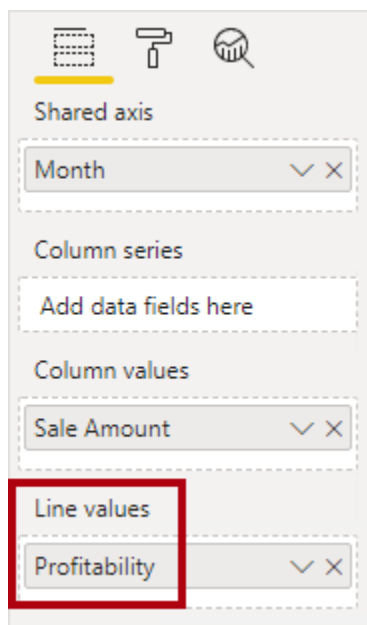 Shared axis
Month
Column series
Add data fields here
Column values
Sale Amount
Line values
Profitability